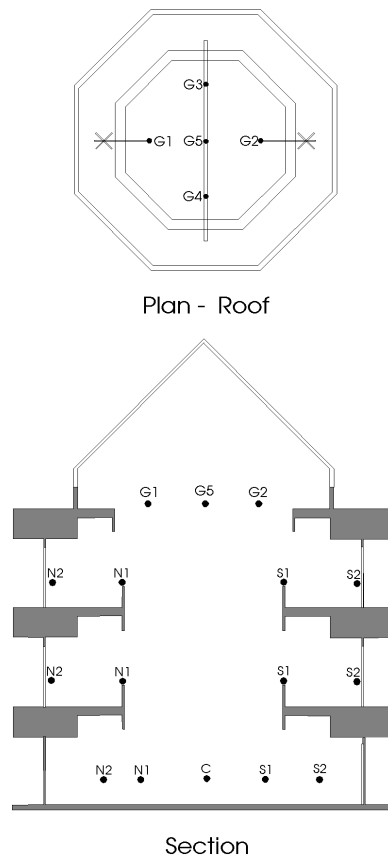 G3
G1 G5 G2
G4
Plan - Roof
G1 G5 G2
N2 N1 S1 S2
N2 N1 S1 S2
N2 N1 C S1 S2
Section